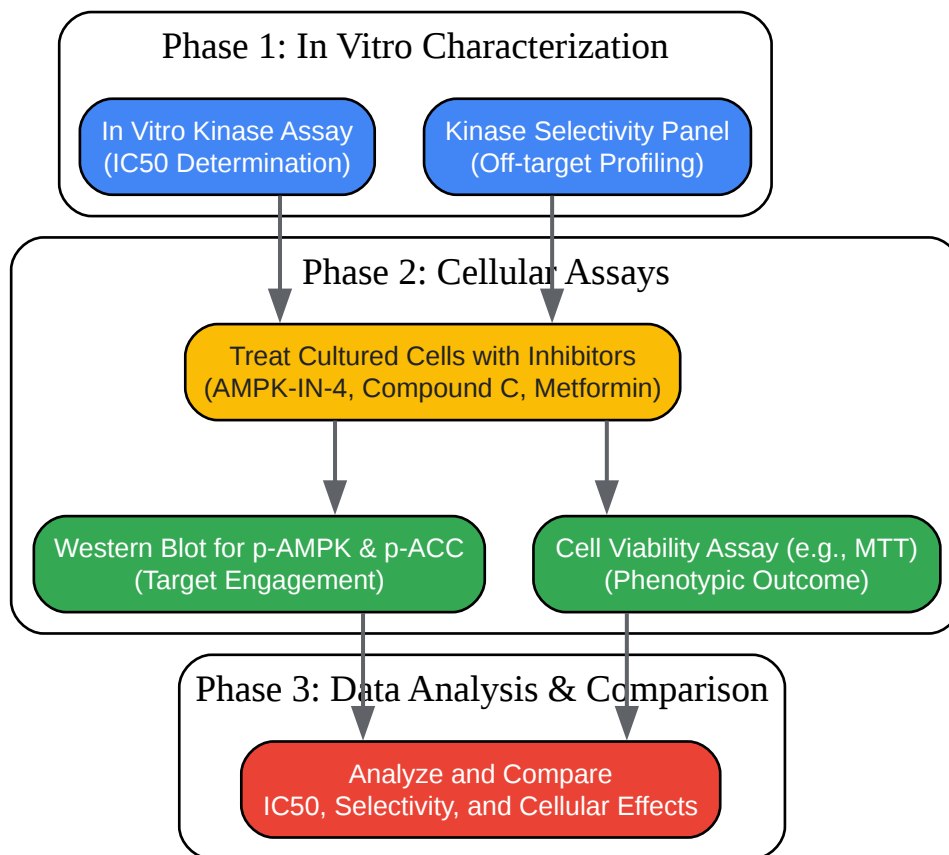 Phase 1: In Vitro Characterization
In Vitro Kinase Assay
(IC50 Determination)
Kinase Selectivity Panel
(Off-target Profiling)
Phase 2: Cellular Assays
Treat Cultured Cells with Inhibitors
(AMPK-IN-4, Compound C, Metformin)
Western Blot for p-AMPK & p-ACC
(Target Engagement)
Cell Viability Assay (e.g., MTT)
(Phenotypic Outcome)
Phase 3: Data Analysis & Comparison
Analyze and Compare
IC50, Selectivity, and Cellular Effects